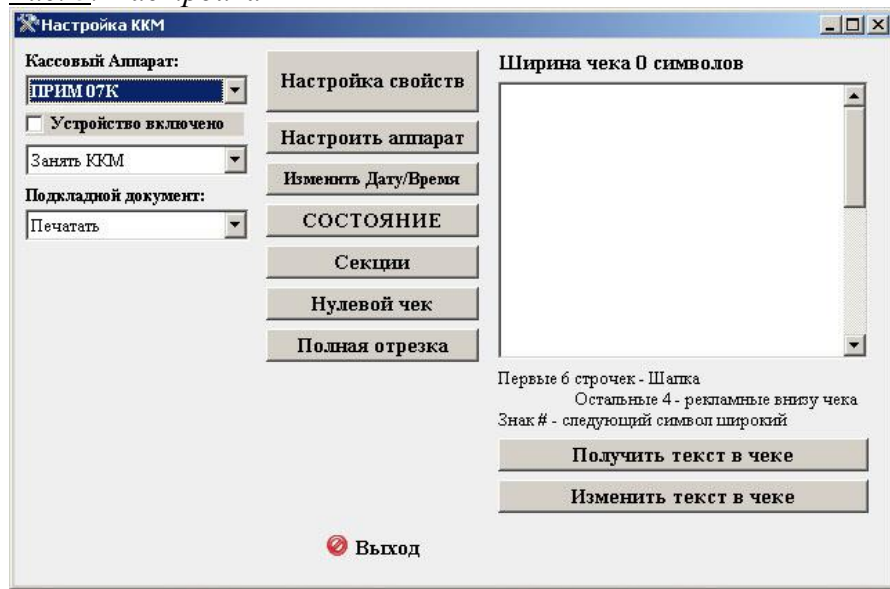 Настройка ККМ
Кассовый Аппарат:
ПРИМ 07К
Устройство включено
Занять ККМ
Подкладной документ:
Печатать
Настройка свойств
Настроить аппарат
Изменить Дату/Время
СОСТОЯНИЕ
Секции
Нулевой чек
Полная отрезка
Ширина чека 0 символов
Первые 6 строчек - Шапка
Остальные 4 - рекламные внизу чека
Знак # - следующий символ широкий
Получить текст в чеке
Изменить текст в чеке
Выход